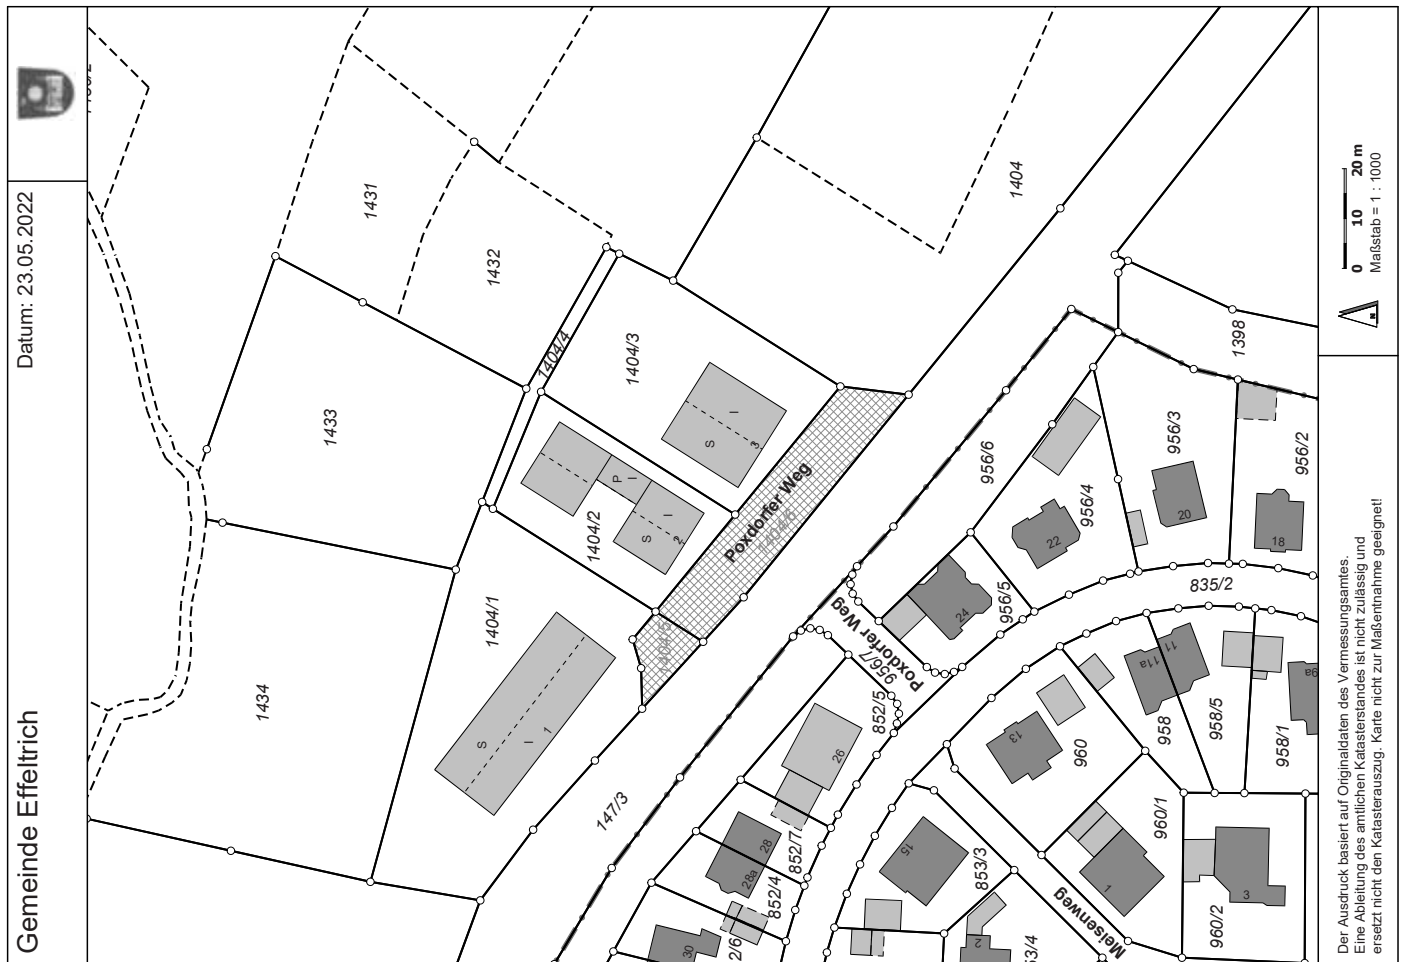 Gemeinde Effeltrich
Datum: 23.05.2022
1431
1432
1433
1434
1404
1404/4
1404/3
1404/2
1404/1
S
I
3
P
I
S
I
2
S
I
1
Poxdorfer Weg
1404/6
1404/5
147/3
1398
956/6
956/3
956/2
956/4
956/5
20
18
22
24
835/2
Poxdorfer Weg
956/7
852/5
26
28
28a
852/7
852/4
2/6
30
15
853/3
2
53/4
13
960
960/1
1
Meisenweg
960/2
3
11a
11
958
958/5
958/1
9a
0 10 20 m
Maßstab = 1 : 1000
N
Der Ausdruck basiert auf Originaldaten des Vermessungsamtes.
Eine Ableitung des amtlichen Katasterstandes ist nicht zulässig und
ersetzt nicht den Katasterauszug. Karte nicht zur Maßentnahme geeignet!